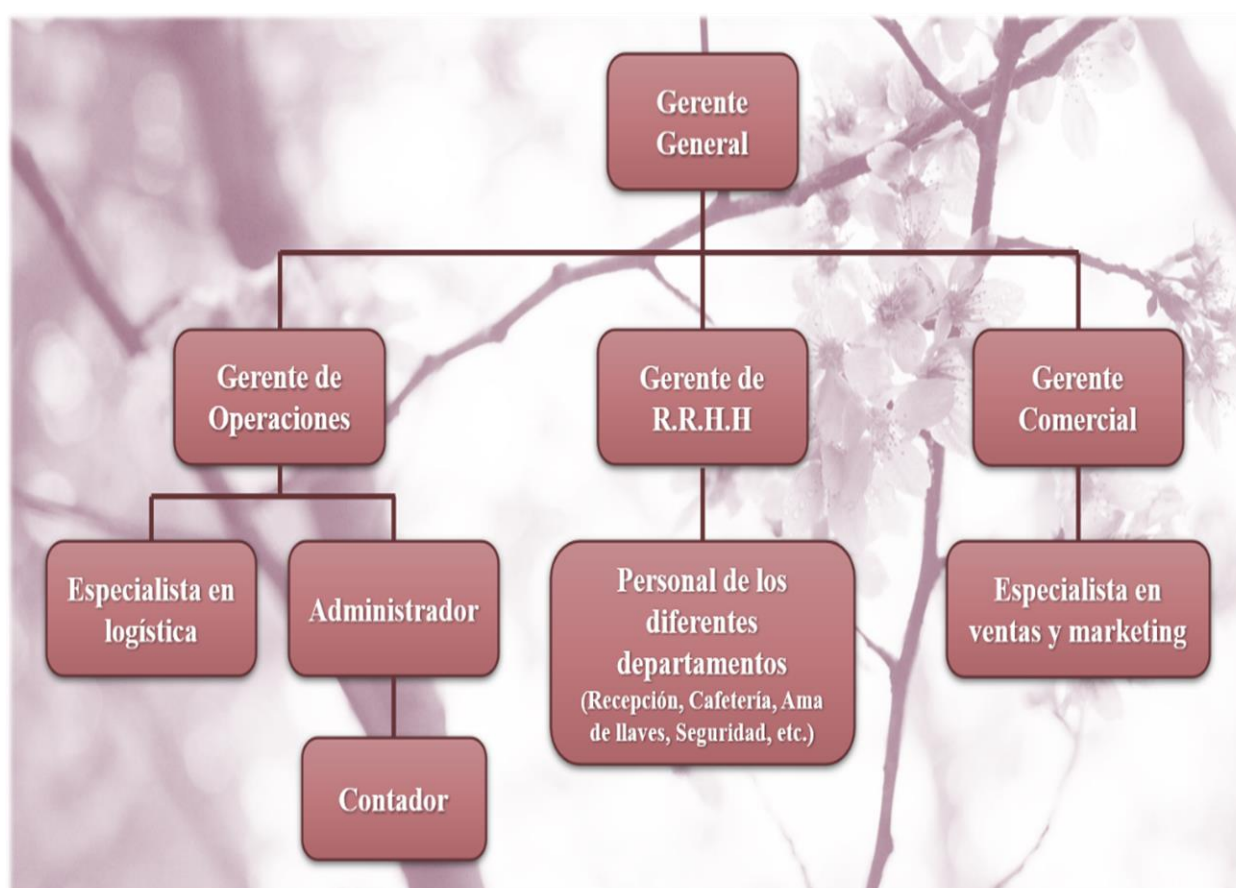 Gerente
General
Gerente de
Operaciones
Gerente de
R.R.H.H
Gerente
Comercial
Especialista en
logística
Administrador
Personal de los
diferentes
departamentos
(Recepción, Cafetería, Ama
de llaves, Seguridad, etc.)
Especialista en
ventas y marketing
Contador